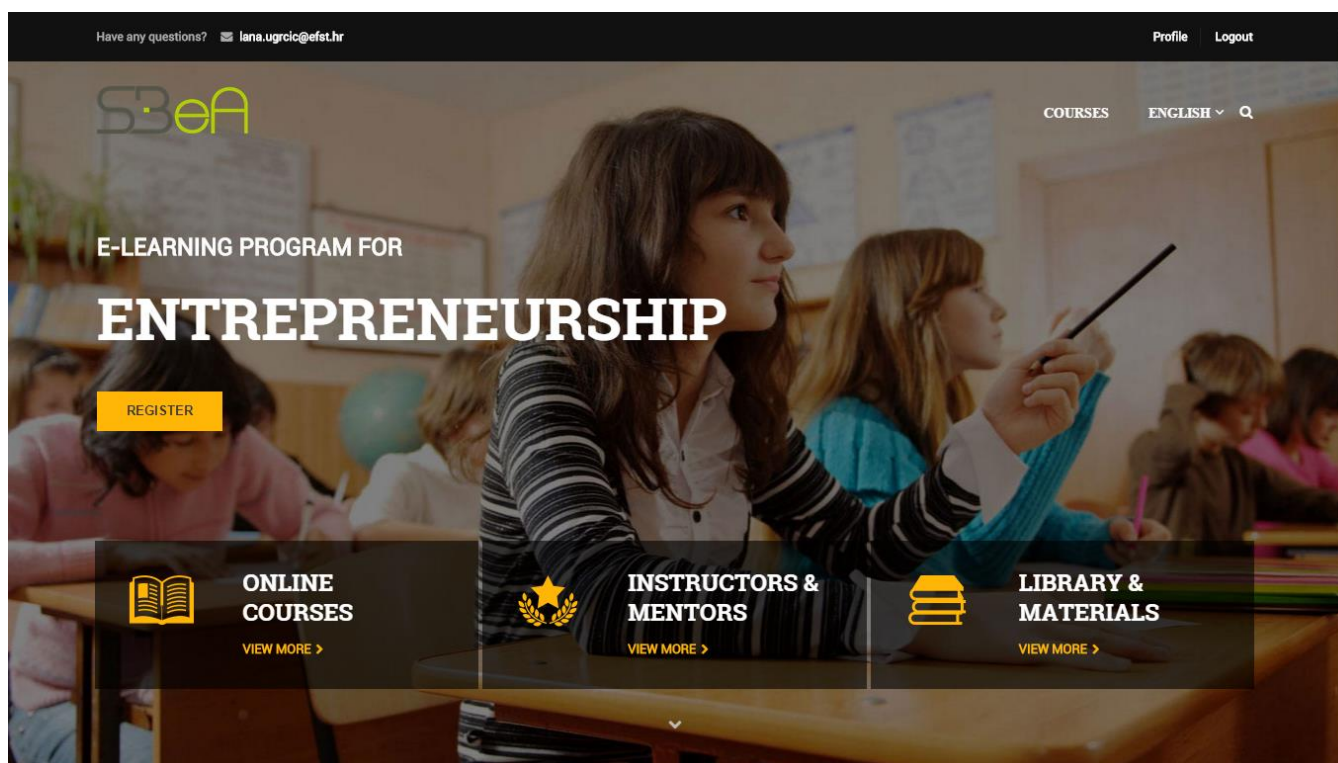 Have any questions? lana.ugrcic@efst.hr
Profile Logout
SBeA
COURSES ENGLISH
E-LEARNING PROGRAM FOR
ENTREPRENEURSHIP
REGISTER
ONLINE
COURSES
VIEW MORE >
INSTRUCTORS &
MENTORS
VIEW MORE >
LIBRARY &
MATERIALS
VIEW MORE >